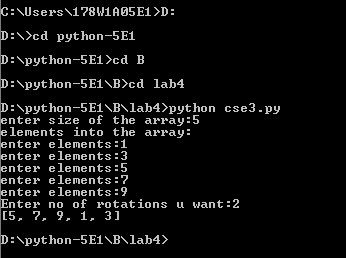 C:\Users\178W1A05E1>D:
D:\>cd python-5E1
D:\python-5E1>cd B
D:\python-5E1\B>cd lab4
D:\python-5E1\B\lab4>python cse3.py
enter size of the array:5
elements into the array:
enter elements:1
enter elements:3
enter elements:5
enter elements:7
enter elements:9
Enter no of rotations u want:2
[5, 7, 9, 1, 3]
D:\python-5E1\B\lab4>